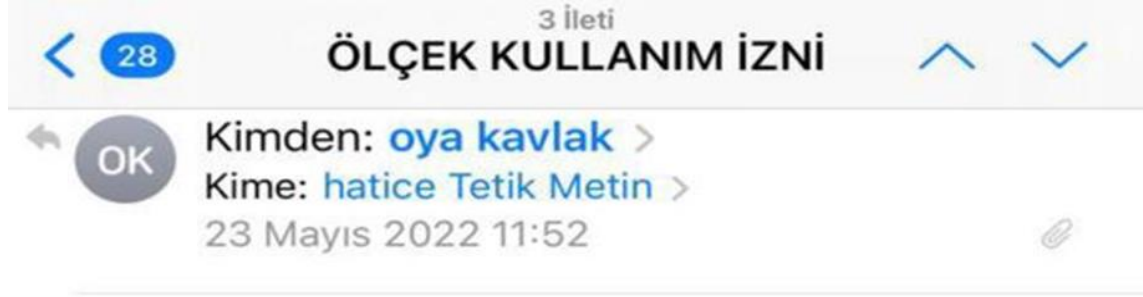 3 İleti
28
ÖLÇEK KULLANIM İZNİ
OK
Kimden: oya kavlak
Kime: hatice Tetik Metin
23 Mayıs 2022 11:52